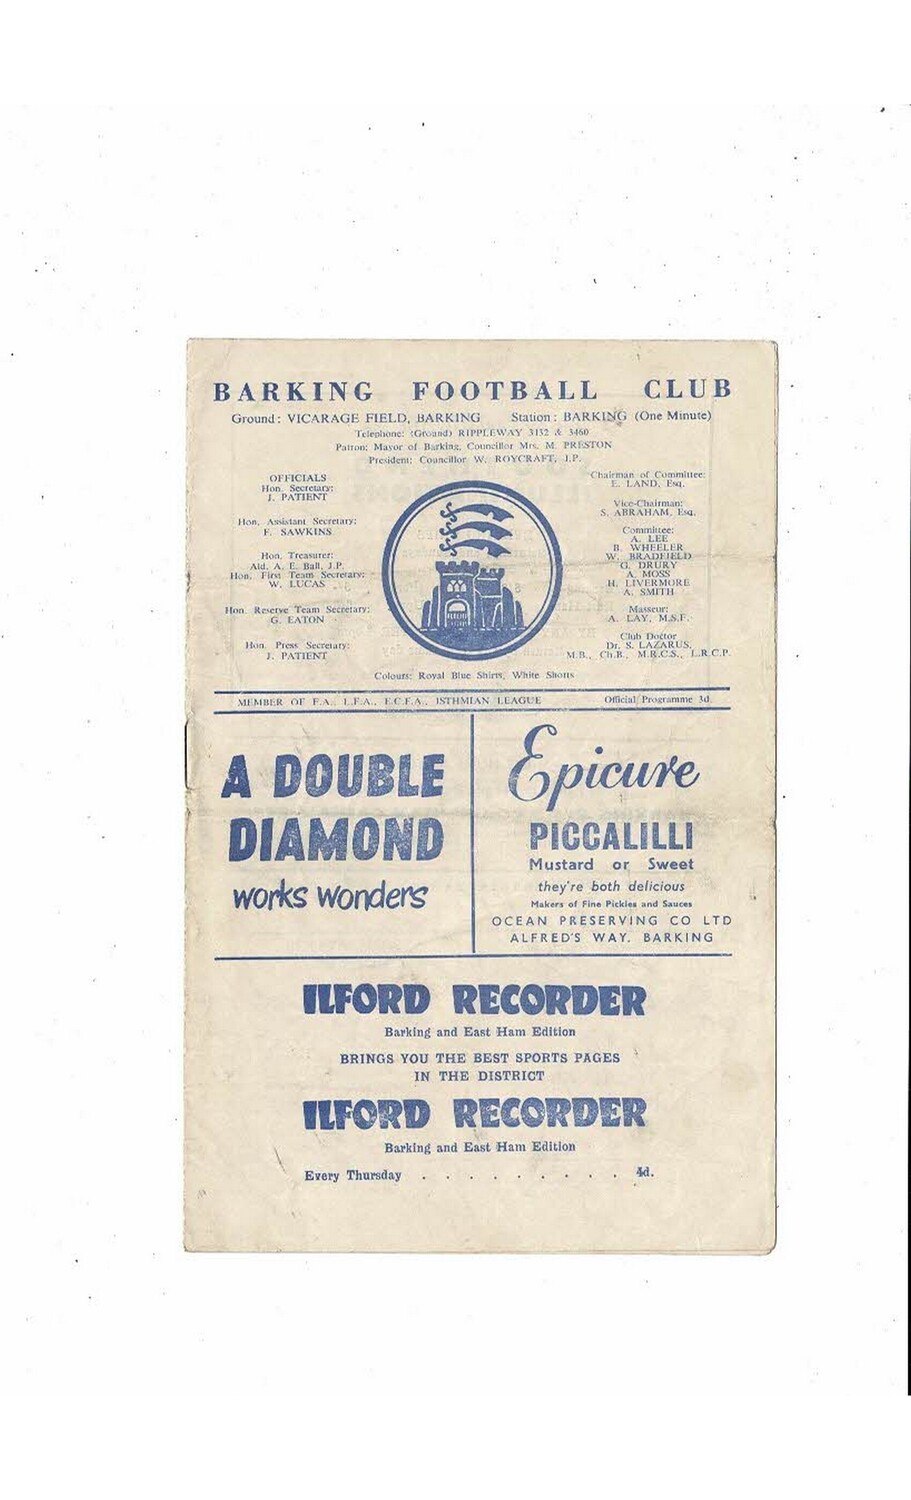 BARKING FOOTBALL CLUB
Ground: VICARAGE FIELD, BARKING Station: BARKING (One Minute)
Telephone: (Ground) RIPPLEWAY 3132 & 3460
Patron: Mayor of Barking, Councillor Mrs. M. PRESTON
President: Councillor W. ROYCRAFT, J.P.
OFFICIALS
Hon. Secretary:
J. PATIENT
Hon. Assistant Secretary:
F. SAWKINS
Hon. Treasurer:
Ald. A. E. Ball, J.P.
Hon. First Team Secretary:
W. LUCAS
Hon. Reserve Team Secretary:
G. EATON
Hon. Press Secretary:
J. PATIENT
Chairman of Committee:
E. LAND, Esq.
Vice-Chairman:
S. ABRAHAM, Esq.
Committee:
A. LEE
B. WHEELER
W. BRADFIELD
G. DRURY
A. MOSS
H. LIVERMORE
A. SMITH
Masseur:
A. LAY, M.S.F.
Club Doctor
Dr. S. LAZARUS,
M.B., Ch.B., M.R.C.S., L.R.C.P.
Colours: Royal Blue Shirts, White Shorts
MEMBER OF F.A., L.F.A., E.C.F.A., ISTHMIAN LEAGUE Official Programme 3d.
A DOUBLE
DIAMOND
works wonders
Epicure
PICCALILLI
Mustard or Sweet
they're both delicious
Makers of Fine Pickles and Sauces
OCEAN PRESERVING CO LTD
ALFRED'S WAY, BARKING
ILFORD RECORDER
Barking and East Ham Edition
BRINGS YOU THE BEST SPORTS PAGES
IN THE DISTRICT
ILFORD RECORDER
Barking and East Ham Edition
Every Thursday . . . . . . . . . . 4d.